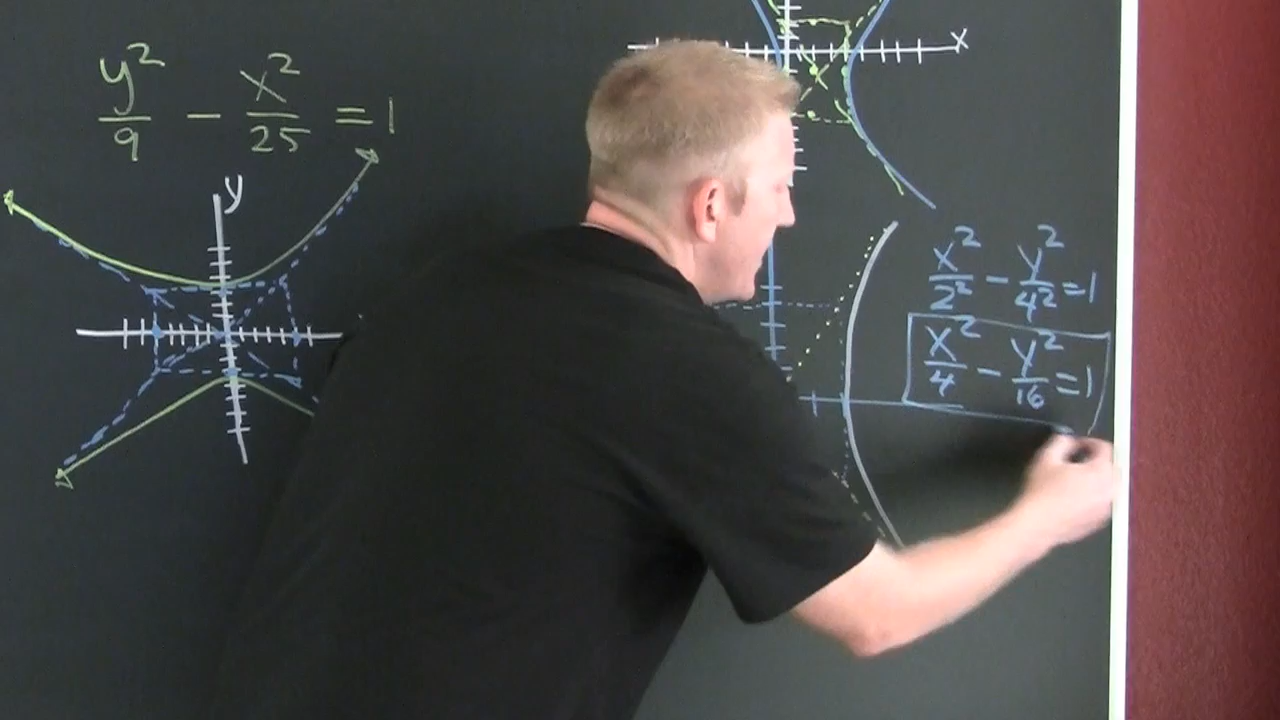 y²/9 − x²/25 = 1
y
x
x²/2² − y²/4² = 1
x²/4 − y²/16 = 1